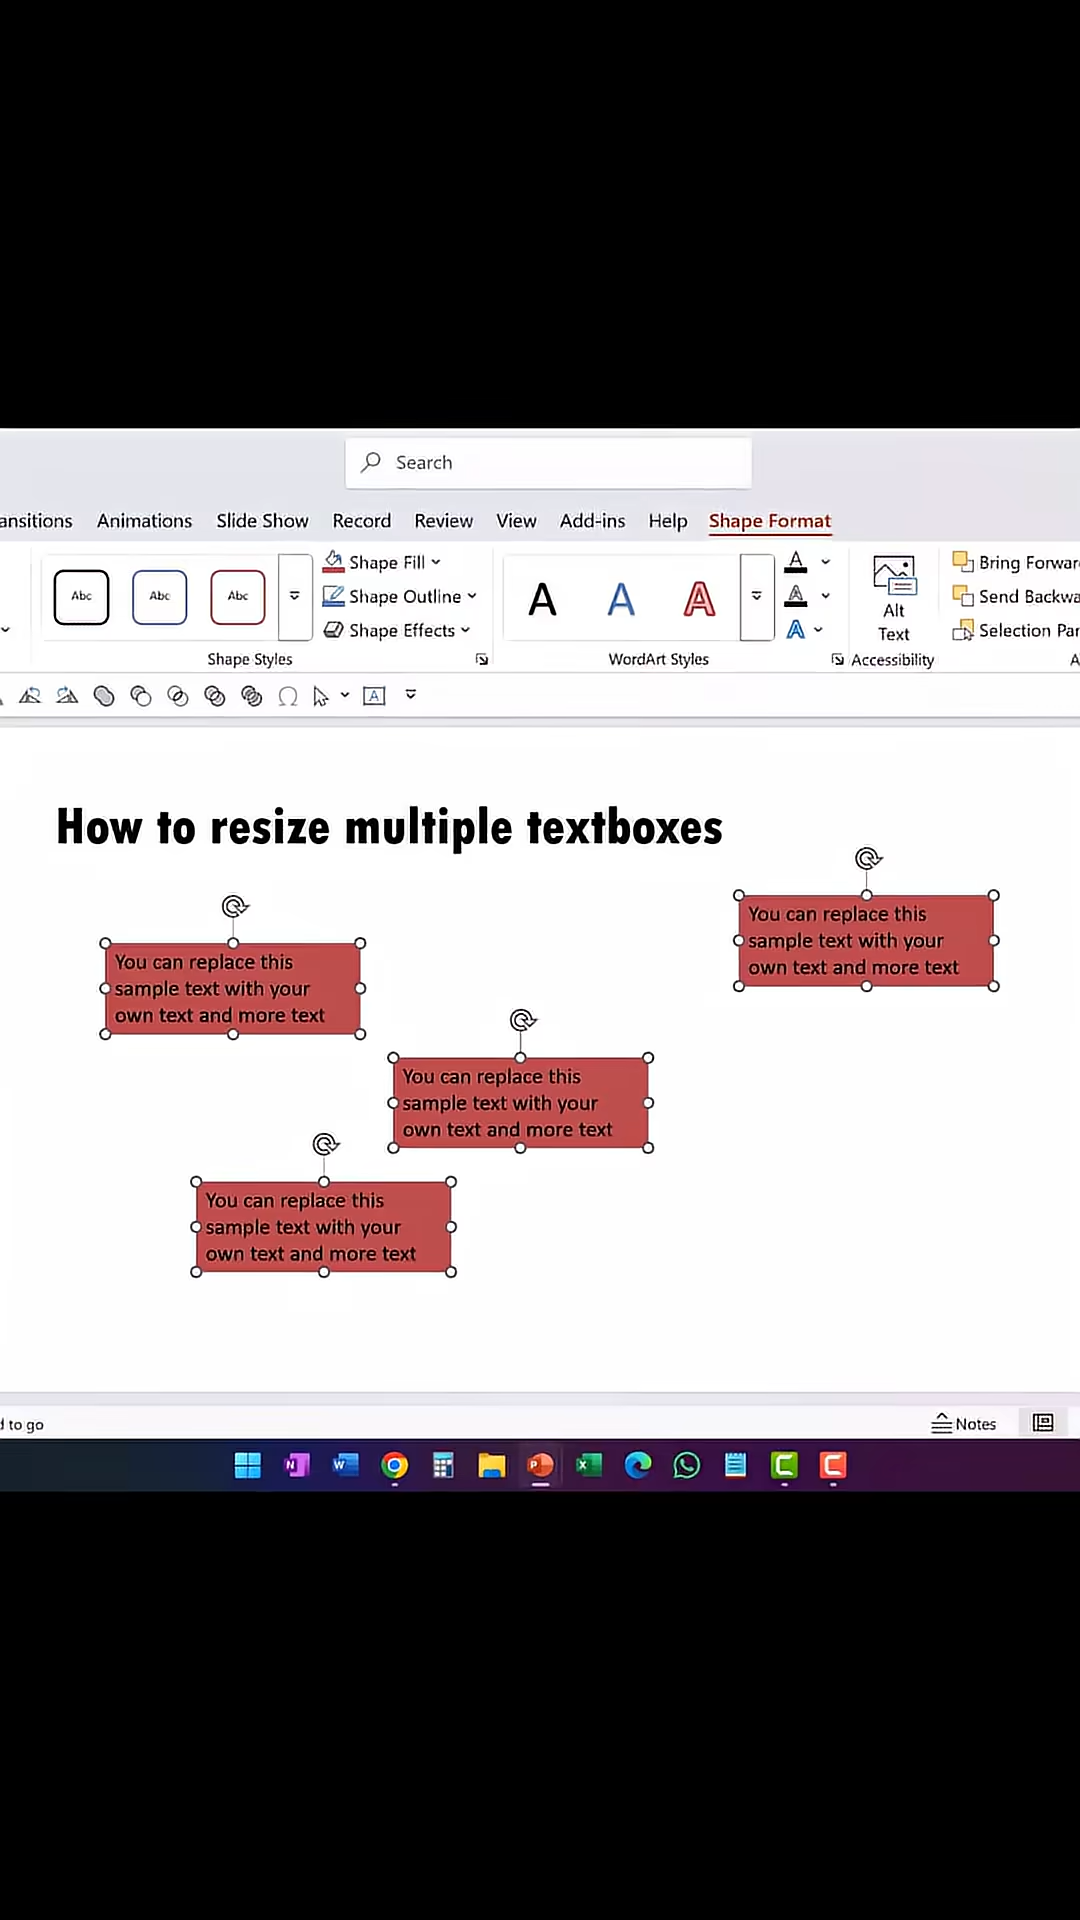 Search
ansitions Animations Slide Show Record Review View Add-ins Help Shape Format
Abc Abc Abc
Shape Fill
Shape Outline
Shape Effects
Shape Styles
A A A
A
A
A
WordArt Styles
Alt
Text
Accessibility
Bring Forwar
Send Backwa
Selection Pa
A
A
How to resize multiple textboxes
You can replace this
sample text with your
own text and more text
You can replace this
sample text with your
own text and more text
You can replace this
sample text with your
own text and more text
You can replace this
sample text with your
own text and more text
d to go
Notes
N W P X C C